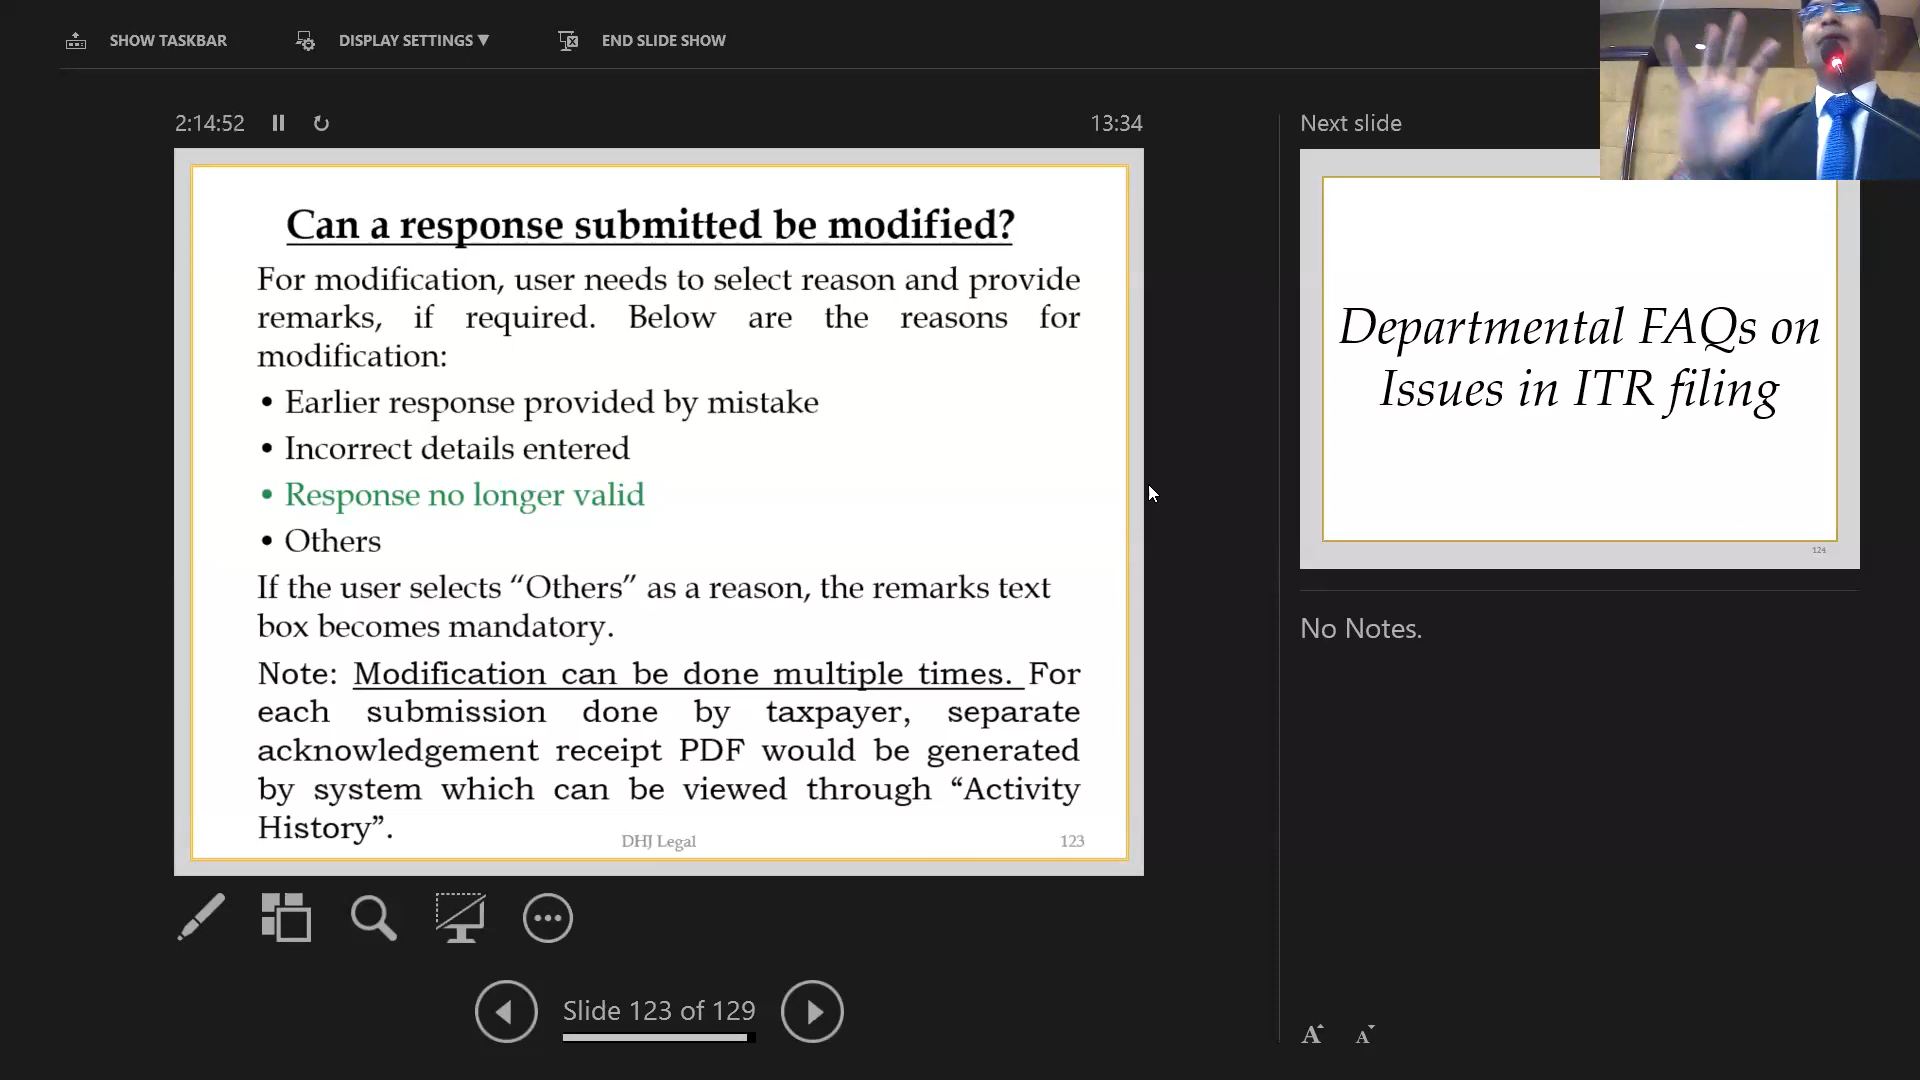 SHOW TASKBAR
DISPLAY SETTINGS ▼
END SLIDE SHOW
2:14:52
13:34
Next slide
Can a response submitted be modified?
For modification, user needs to select reason and provide
remarks, if required. Below are the reasons for
modification:
• Earlier response provided by mistake
• Incorrect details entered
• Response no longer valid
• Others
If the user selects “Others” as a reason, the remarks text
box becomes mandatory.
Note: Modification can be done multiple times. For
each submission done by taxpayer, separate
acknowledgement receipt PDF would be generated
by system which can be viewed through “Activity
History”.
DHJ Legal
123
Departmental FAQs on
Issues in ITR filing
124
No Notes.
Slide 123 of 129
A A